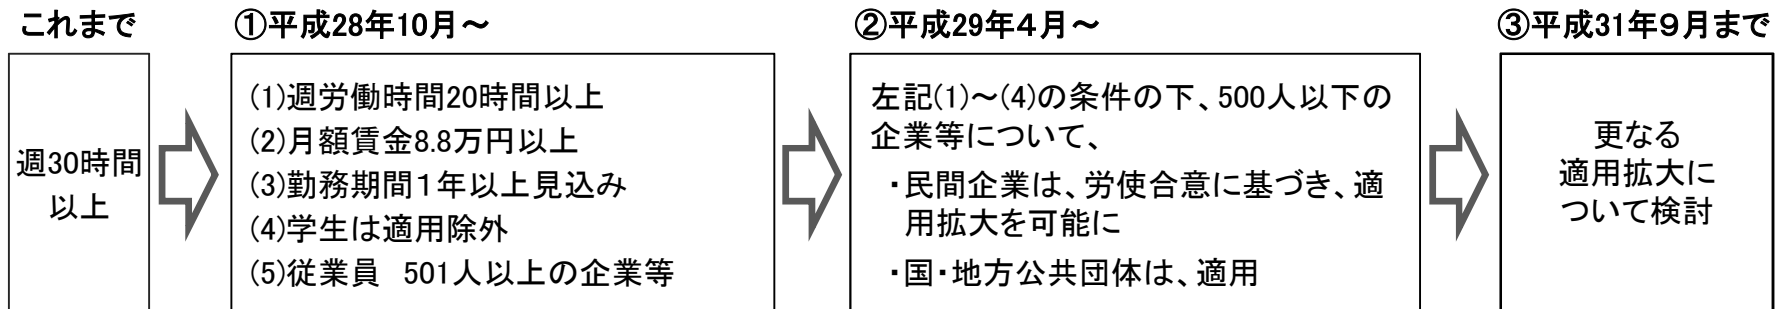 これまで
週30時間
以上
①平成28年10月～
(1)週労働時間20時間以上
(2)月額賃金8.8万円以上
(3)勤務期間１年以上見込み
(4)学生は適用除外
(5)従業員　501人以上の企業等
②平成29年４月～
左記(1)～(4)の条件の下、500人以下の
企業等について、
・民間企業は、労使合意に基づき、適
用拡大を可能に
・国・地方公共団体は、適用
③平成31年９月まで
更なる
適用拡大に
ついて検討